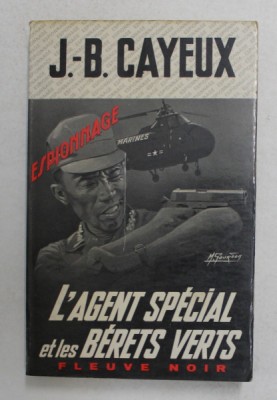 J.-B. CAYEUX
ESPIONNAGE
MARINES
L'AGENT SPÉCIAL
et les BÉRETS VERTS
FLEUVE NOIR